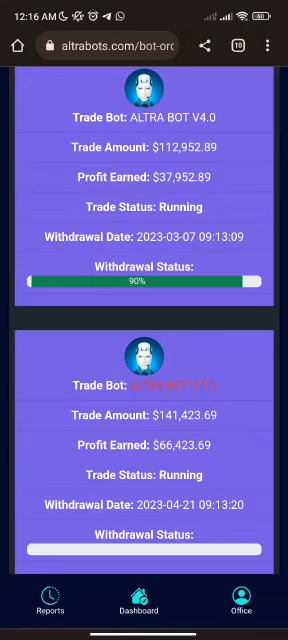 12:16 AM
altrabots.com/bot-orc
10
Trade Bot: ALTRA BOT V4.0
Trade Amount: $112,952.89
Profit Earned: $37,952.89
Trade Status: Running
Withdrawal Date: 2023-03-07 09:13:09
Withdrawal Status:
90%
Trade Bot: ALTRA BOT
Trade Amount: $141,423.69
Profit Earned: $66,423.69
Trade Status: Running
Withdrawal Date: 2023-04-21 09:13:20
Withdrawal Status:
Reports Dashboard Office